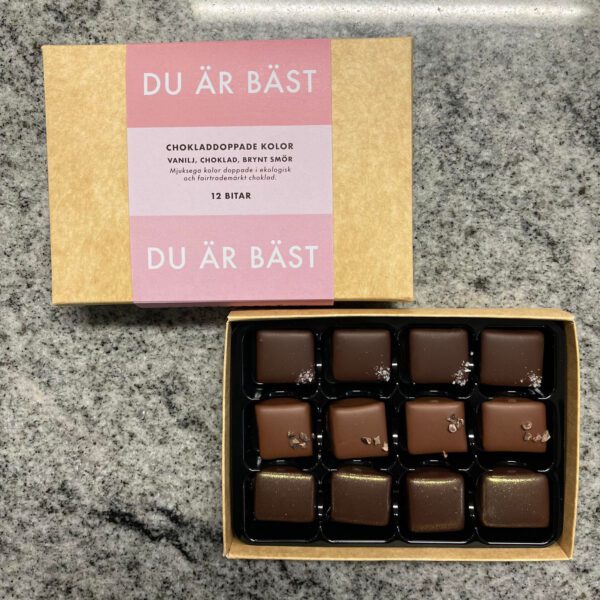 DU ÄR BÄST
CHOKLADDOPPADE KOLOR
VANILJ, CHOKLAD, BRYNT SMÖR
Mjuksega kolor doppade i ekologisk
och fairtrademärkt choklad.
12 BITAR
DU ÄR BÄST